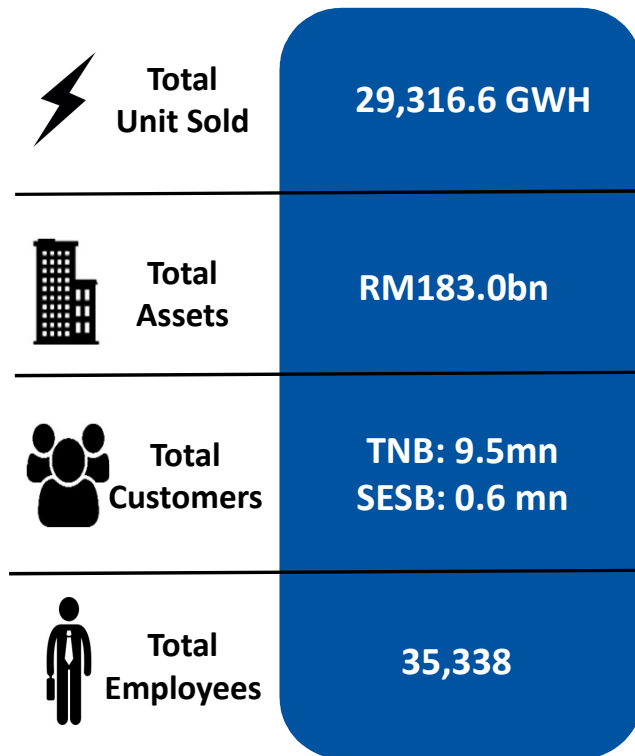 Total
Unit Sold
29,316.6 GWH
Total
Assets
RM183.0bn
Total
Customers
TNB: 9.5mn
SESB: 0.6 mn
Total
Employees
35,338